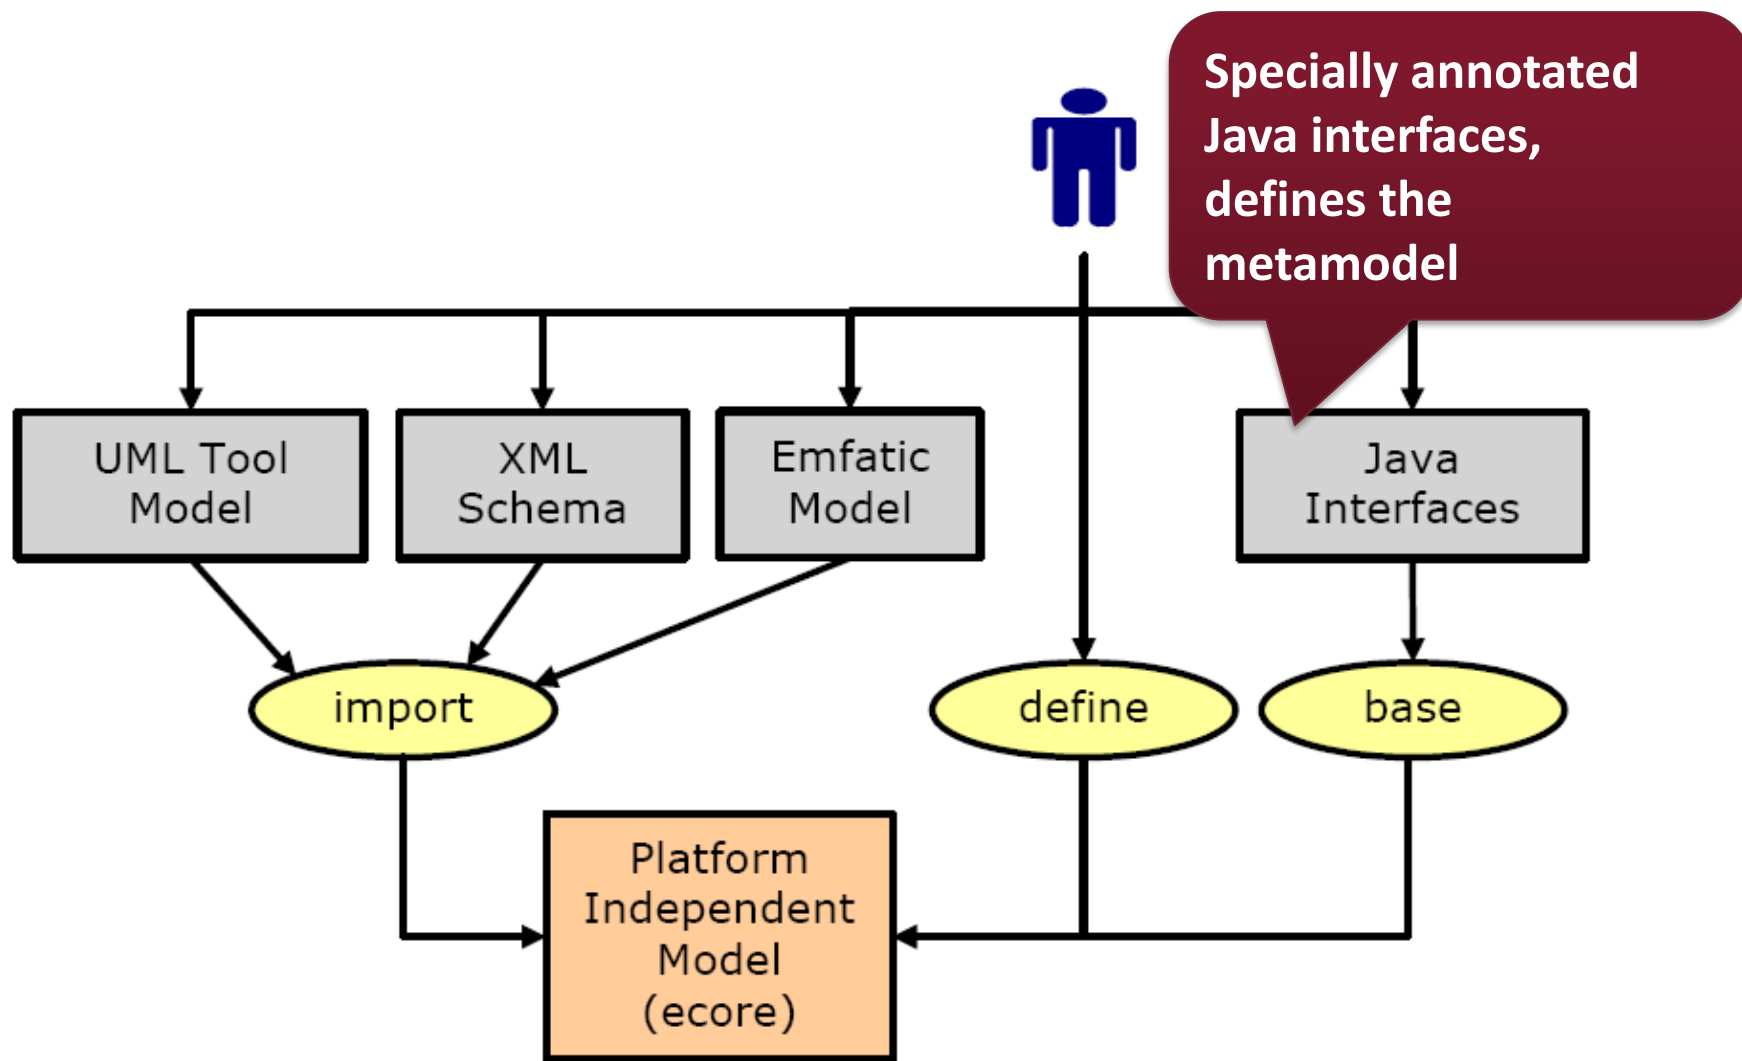 Specially annotated
Java interfaces,
defines the
metamodel
UML Tool
Model
XML
Schema
Emfatic
Model
Java
Interfaces
import
define
base
Platform
Independent
Model
(ecore)